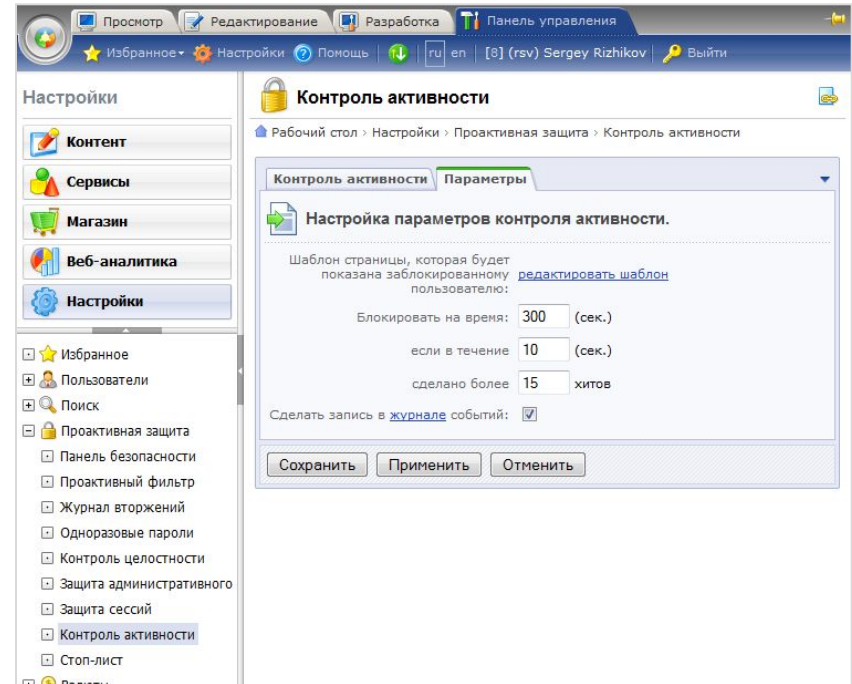 Просмотр Редактирование Разработка Панель управления
Избранное Настройки Помощь ru en [8] (rsv) Sergey Rizhikov Выйти
Настройки
Контент
Сервисы
Магазин
Веб-аналитика
Настройки
Избранное
Пользователи
Поиск
Проактивная защита
Панель безопасности
Проактивный фильтр
Журнал вторжений
Одноразовые пароли
Контроль целостности
Защита административного
Защита сессий
Контроль активности
Стоп-лист
Валюты
Контроль активности
Рабочий стол › Настройки › Проактивная защита › Контроль активности
Контроль активности Параметры
Настройка параметров контроля активности.
Шаблон страницы, которая будет
показана заблокированному редактировать шаблон
пользователю:
Блокировать на время: 300 (сек.)
если в течение 10 (сек.)
сделано более 15 хитов
Сделать запись в журнале событий:
Сохранить Применить Отменить